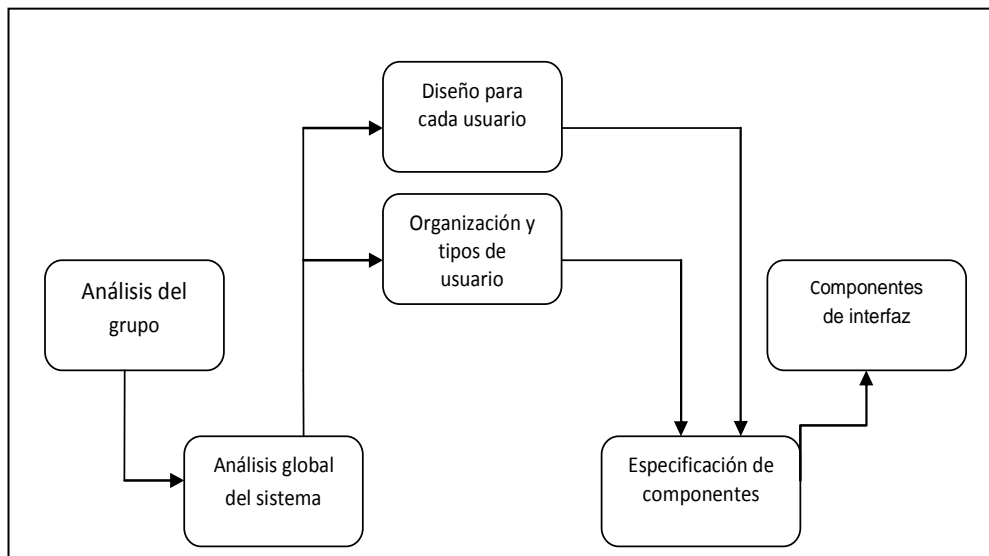 Diseño para
cada usuario
Organización y
tipos de
usuario
Análisis del
grupo
Componentes
de interfaz
Análisis global
del sistema
Especificación de
componentes